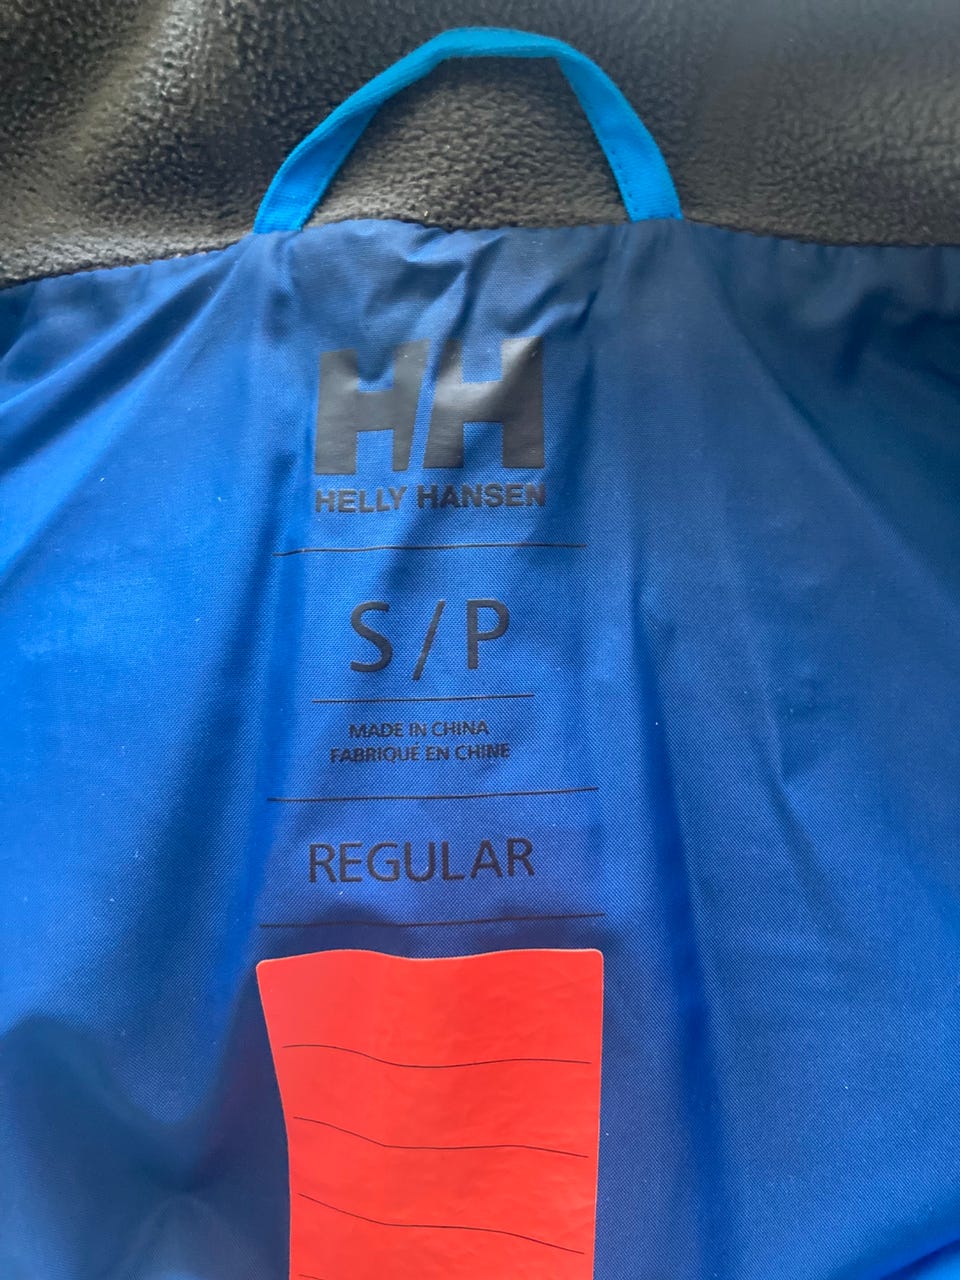 HH
HELLY HANSEN
S/P
MADE IN CHINA
FABRIQUÉ EN CHINE
REGULAR